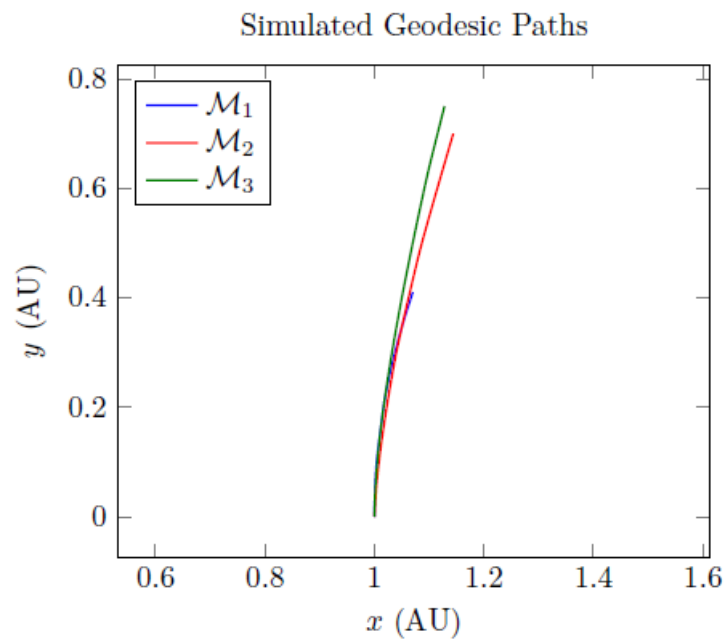 Simulated Geodesic Paths
ℳ₁
ℳ₂
ℳ₃
0.8
0.6
0.4
0.2
0
y (AU)
0.6 0.8 1 1.2 1.4 1.6
x (AU)